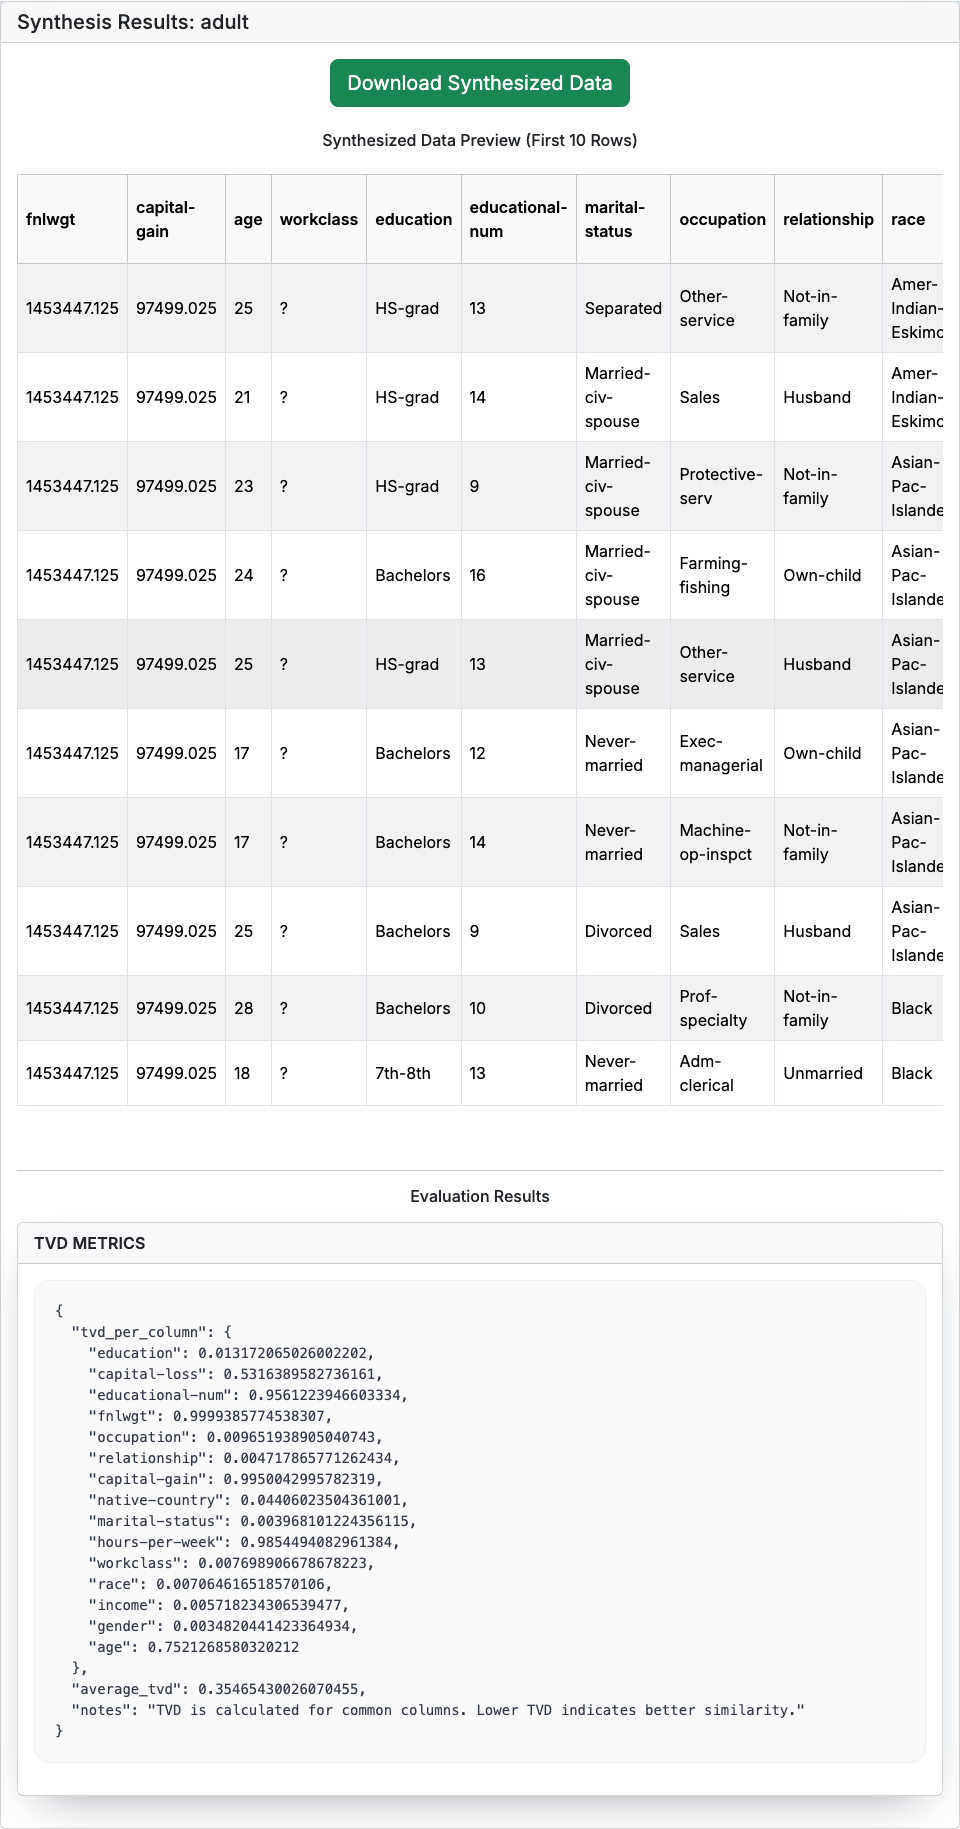 Synthesis Results: adult
Download Synthesized Data
Synthesized Data Preview (First 10 Rows)
fnlwgt capital-gain age workclass education educational-num marital-status occupation relationship race
1453447.125 97499.025 25 ? HS-grad 13 Separated Other-service Not-in-family Amer-Indian-Eskimo
1453447.125 97499.025 21 ? HS-grad 14 Married-civ-spouse Sales Husband Amer-Indian-Eskimo
1453447.125 97499.025 23 ? HS-grad 9 Married-civ-spouse Protective-serv Not-in-family Asian-Pac-Islande
1453447.125 97499.025 24 ? Bachelors 16 Married-civ-spouse Farming-fishing Own-child Asian-Pac-Islande
1453447.125 97499.025 25 ? HS-grad 13 Married-civ-spouse Other-service Husband Asian-Pac-Islande
1453447.125 97499.025 17 ? Bachelors 12 Never-married Exec-managerial Own-child Asian-Pac-Islande
1453447.125 97499.025 17 ? Bachelors 14 Never-married Machine-op-inspct Not-in-family Asian-Pac-Islande
1453447.125 97499.025 25 ? Bachelors 9 Divorced Sales Husband Asian-Pac-Islande
1453447.125 97499.025 28 ? Bachelors 10 Divorced Prof-specialty Not-in-family Black
1453447.125 97499.025 18 ? 7th-8th 13 Never-married Adm-clerical Unmarried Black
Evaluation Results
TVD METRICS
{
"tvd_per_column": {
"education": 0.013172065026002202,
"capital-loss": 0.5316389582736161,
"educational-num": 0.9561223946603334,
"fnlwgt": 0.9999385774538307,
"occupation": 0.009651938905040743,
"relationship": 0.004717865771262434,
"capital-gain": 0.9950042995782319,
"native-country": 0.04406023504361001,
"marital-status": 0.003968101224356115,
"hours-per-week": 0.9854494082961384,
"workclass": 0.007698906678678223,
"race": 0.007064616518570106,
"income": 0.005718234306539477,
"gender": 0.0034820441423364934,
"age": 0.7521268580320212
},
"average_tvd": 0.35465430026070455,
"notes": "TVD is calculated for common columns. Lower TVD indicates better similarity."
}